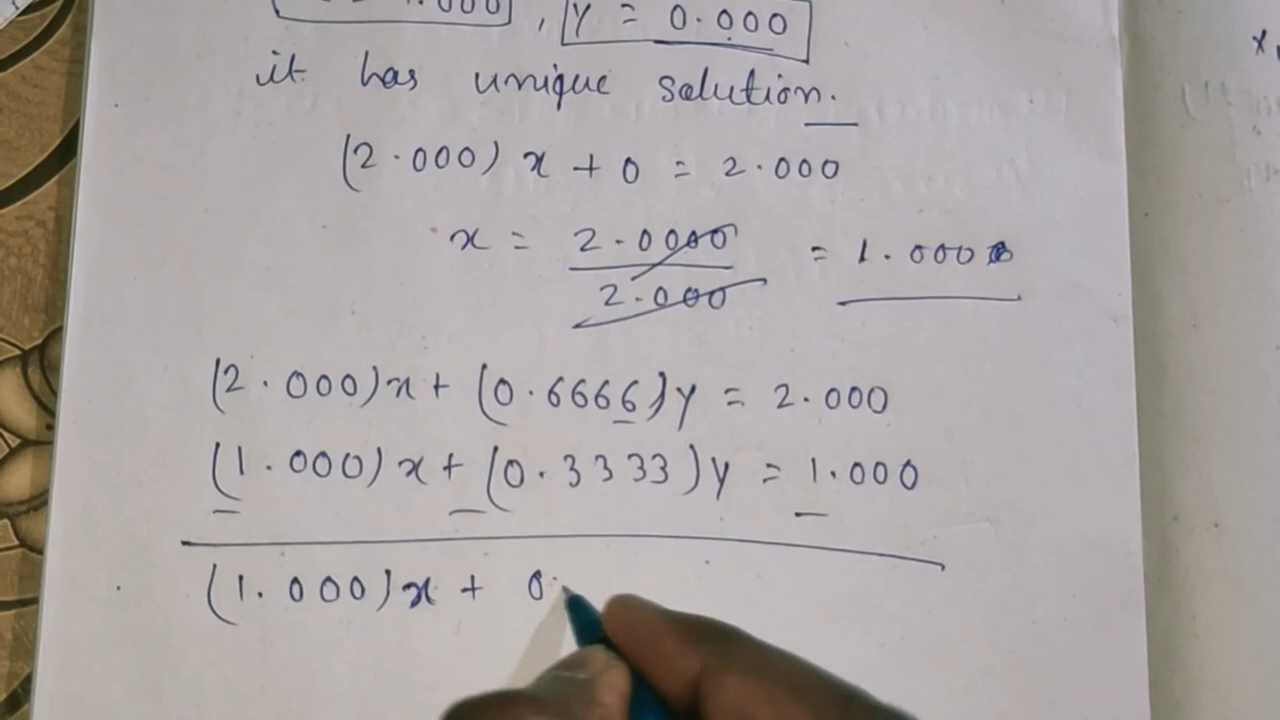 .000 , y = 0.000
it has unique solution.
(2.000) x + 0 = 2.000
x = 2.0000 / 2.000 = 1.000
(2.000)x + (0.6666)y = 2.000
(1.000)x + (0.3333)y = 1.000
(1.000)x + 0.